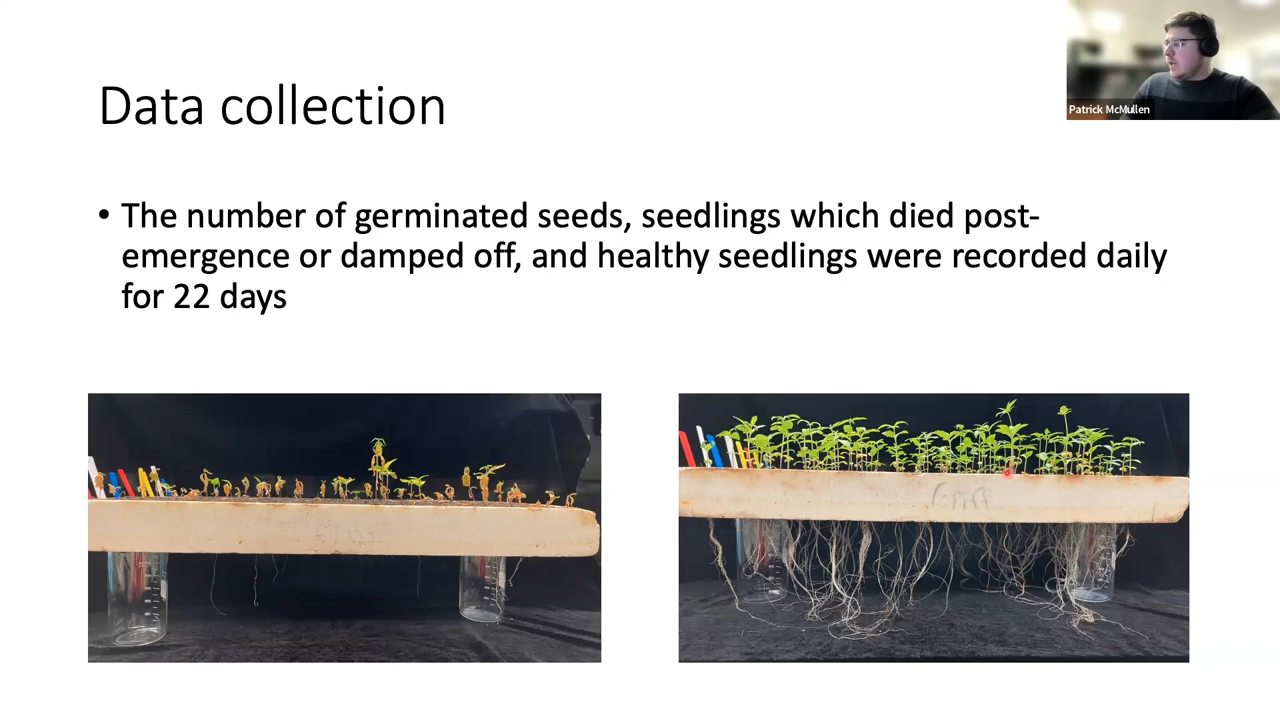 Data collection
Patrick McMullen
• The number of germinated seeds, seedlings which died post-
emergence or damped off, and healthy seedlings were recorded daily
for 22 days